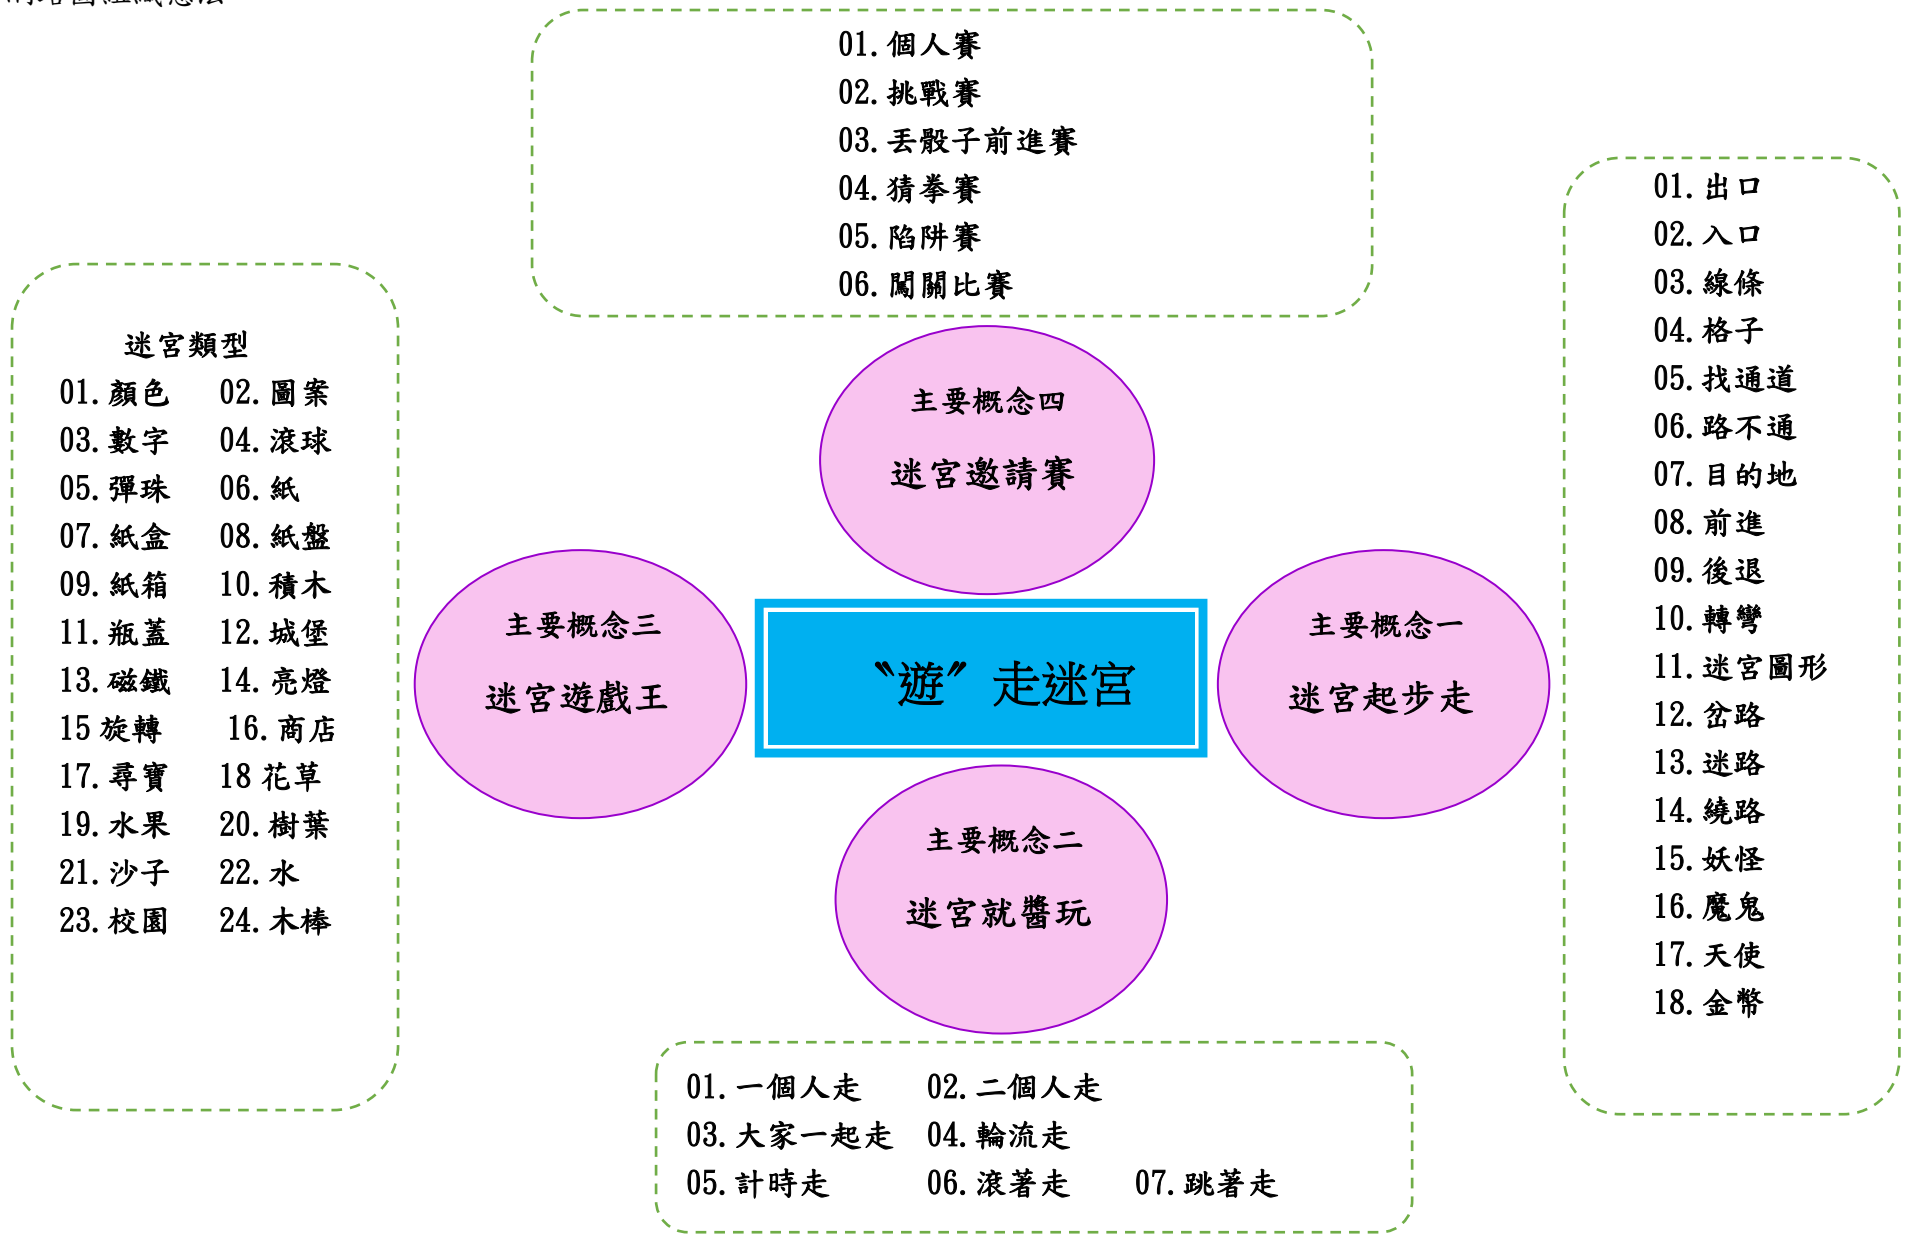 01.個人賽
02.挑戰賽
03.丟骰子前進賽
04.猜拳賽
05.陷阱賽
06.闖關比賽
主要概念四
迷宮邀請賽
迷宮類型
01.顏色 02.圖案
03.數字 04.滾球
05.彈珠 06.紙
07.紙盒 08.紙盤
09.紙箱 10.積木
11.瓶蓋 12.城堡
13.磁鐵 14.亮燈
15旋轉 16.商店
17.尋寶 18花草
19.水果 20.樹葉
21.沙子 22.水
23.校園 24.木棒
主要概念三
迷宮遊戲王
〝遊〞走迷宮
主要概念一
迷宮起步走
01.出口
02.入口
03.線條
04.格子
05.找通道
06.路不通
07.目的地
08.前進
09.後退
10.轉彎
11.迷宮圖形
12.岔路
13.迷路
14.繞路
15.妖怪
16.魔鬼
17.天使
18.金幣
主要概念二
迷宮就醬玩
01.一個人走 02.二個人走
03.大家一起走 04.輪流走
05.計時走 06.滾著走 07.跳著走